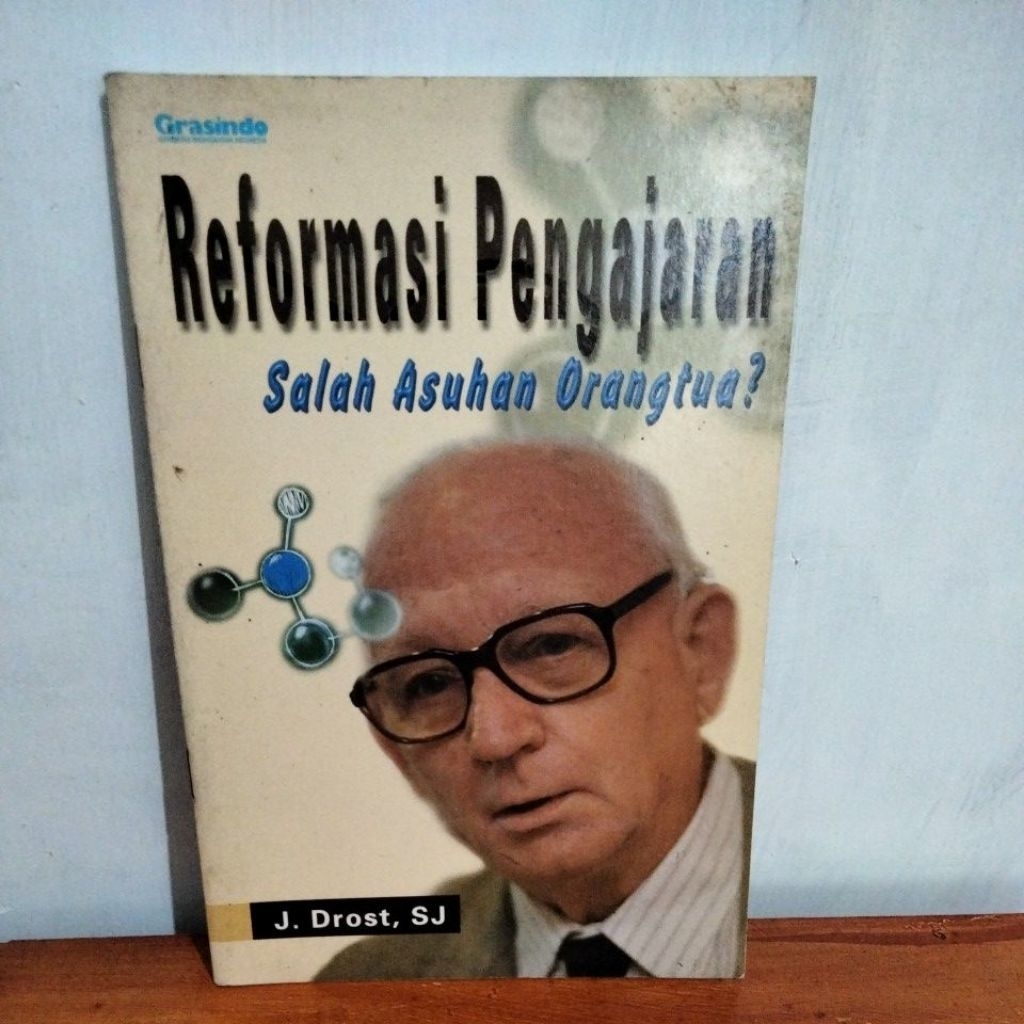 Grasindo
Reformasi Pengajaran
Salah Asuhan Orangtua?
J. Drost, SJ